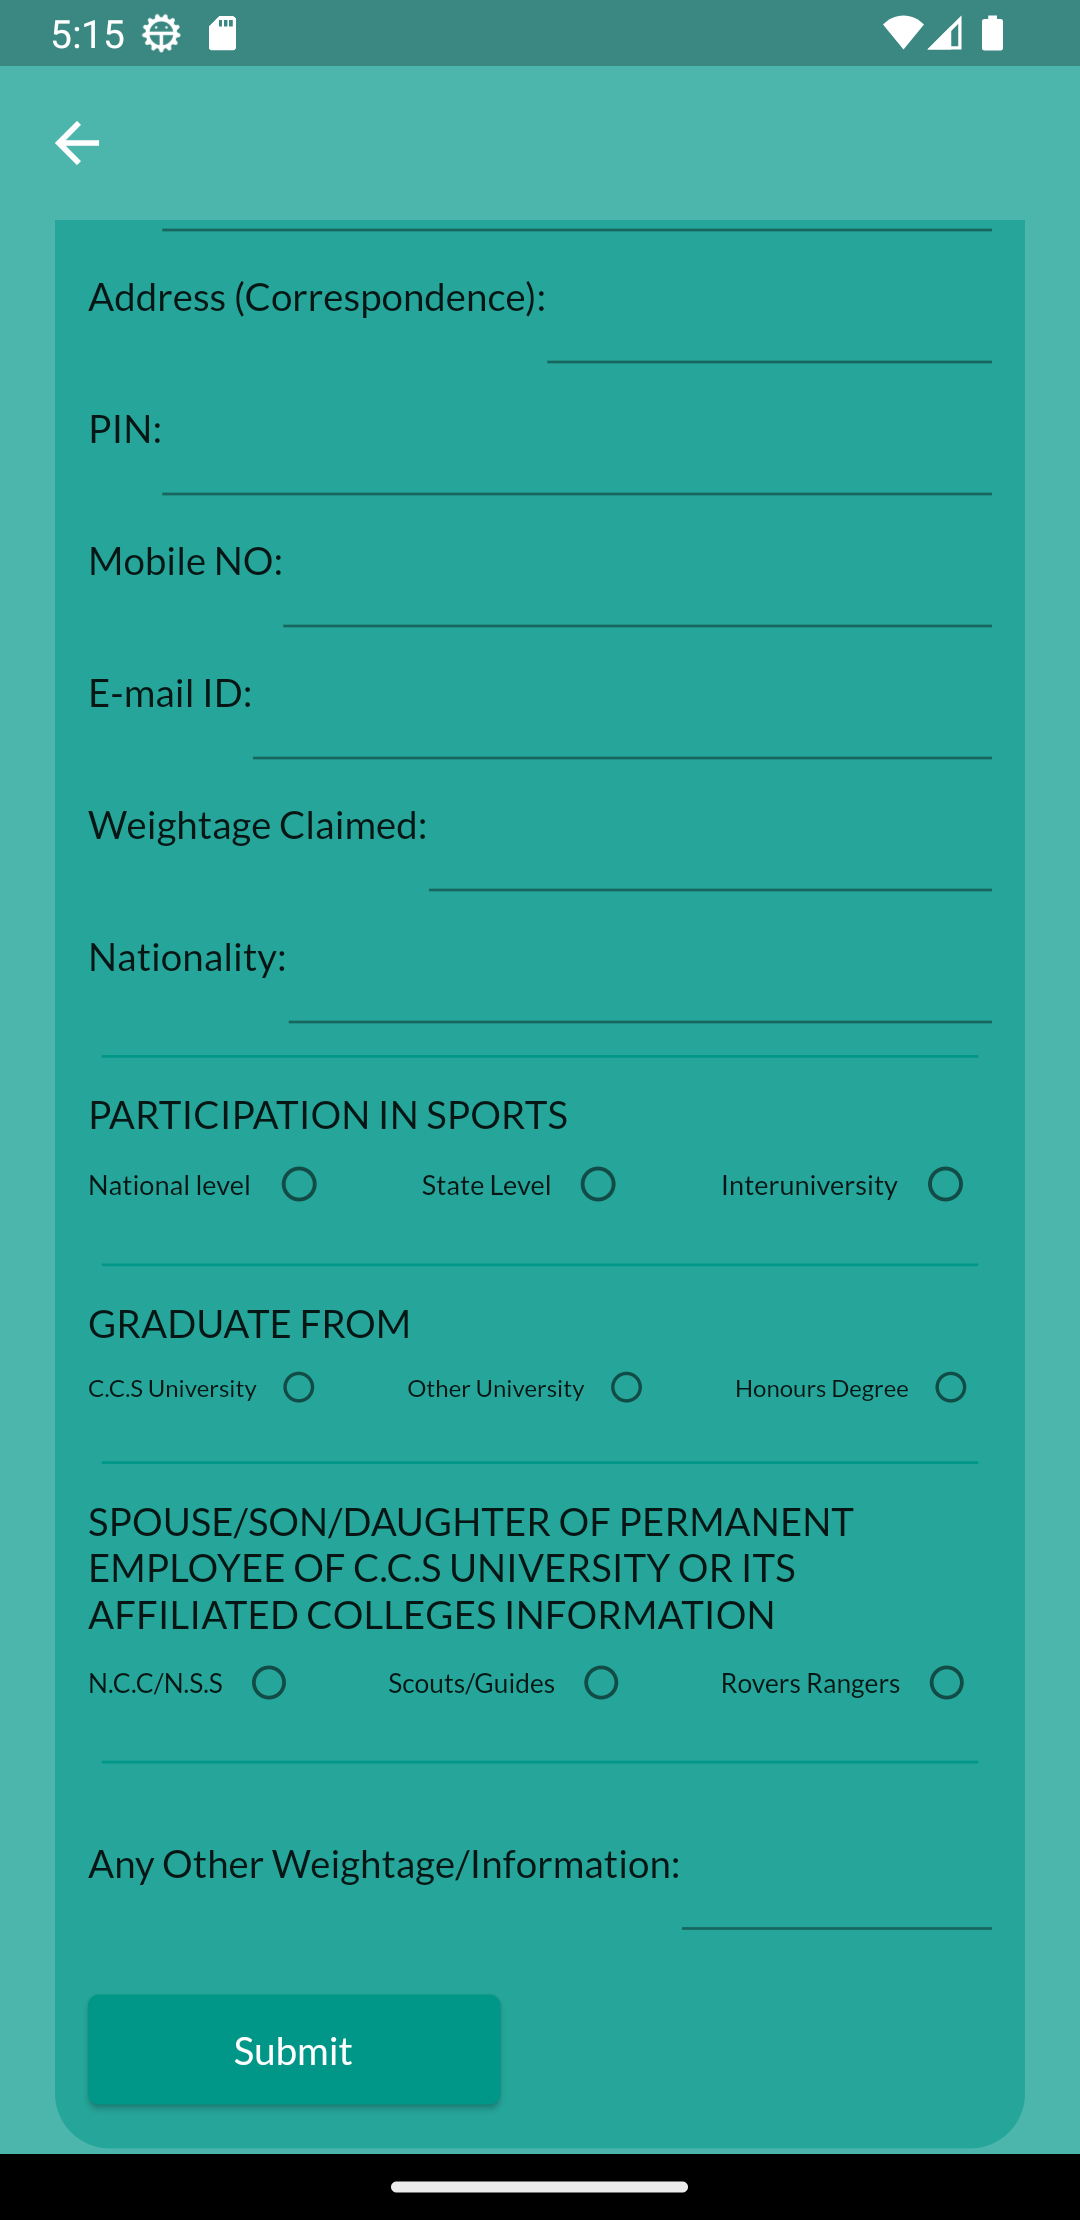 5:15
Address (Correspondence):
PIN:
Mobile NO:
E-mail ID:
Weightage Claimed:
Nationality:
PARTICIPATION IN SPORTS
National level State Level Interuniversity
GRADUATE FROM
C.C.S University Other University Honours Degree
SPOUSE/SON/DAUGHTER OF PERMANENT
EMPLOYEE OF C.C.S UNIVERSITY OR ITS
AFFILIATED COLLEGES INFORMATION
N.C.C/N.S.S Scouts/Guides Rovers Rangers
Any Other Weightage/Information:
Submit